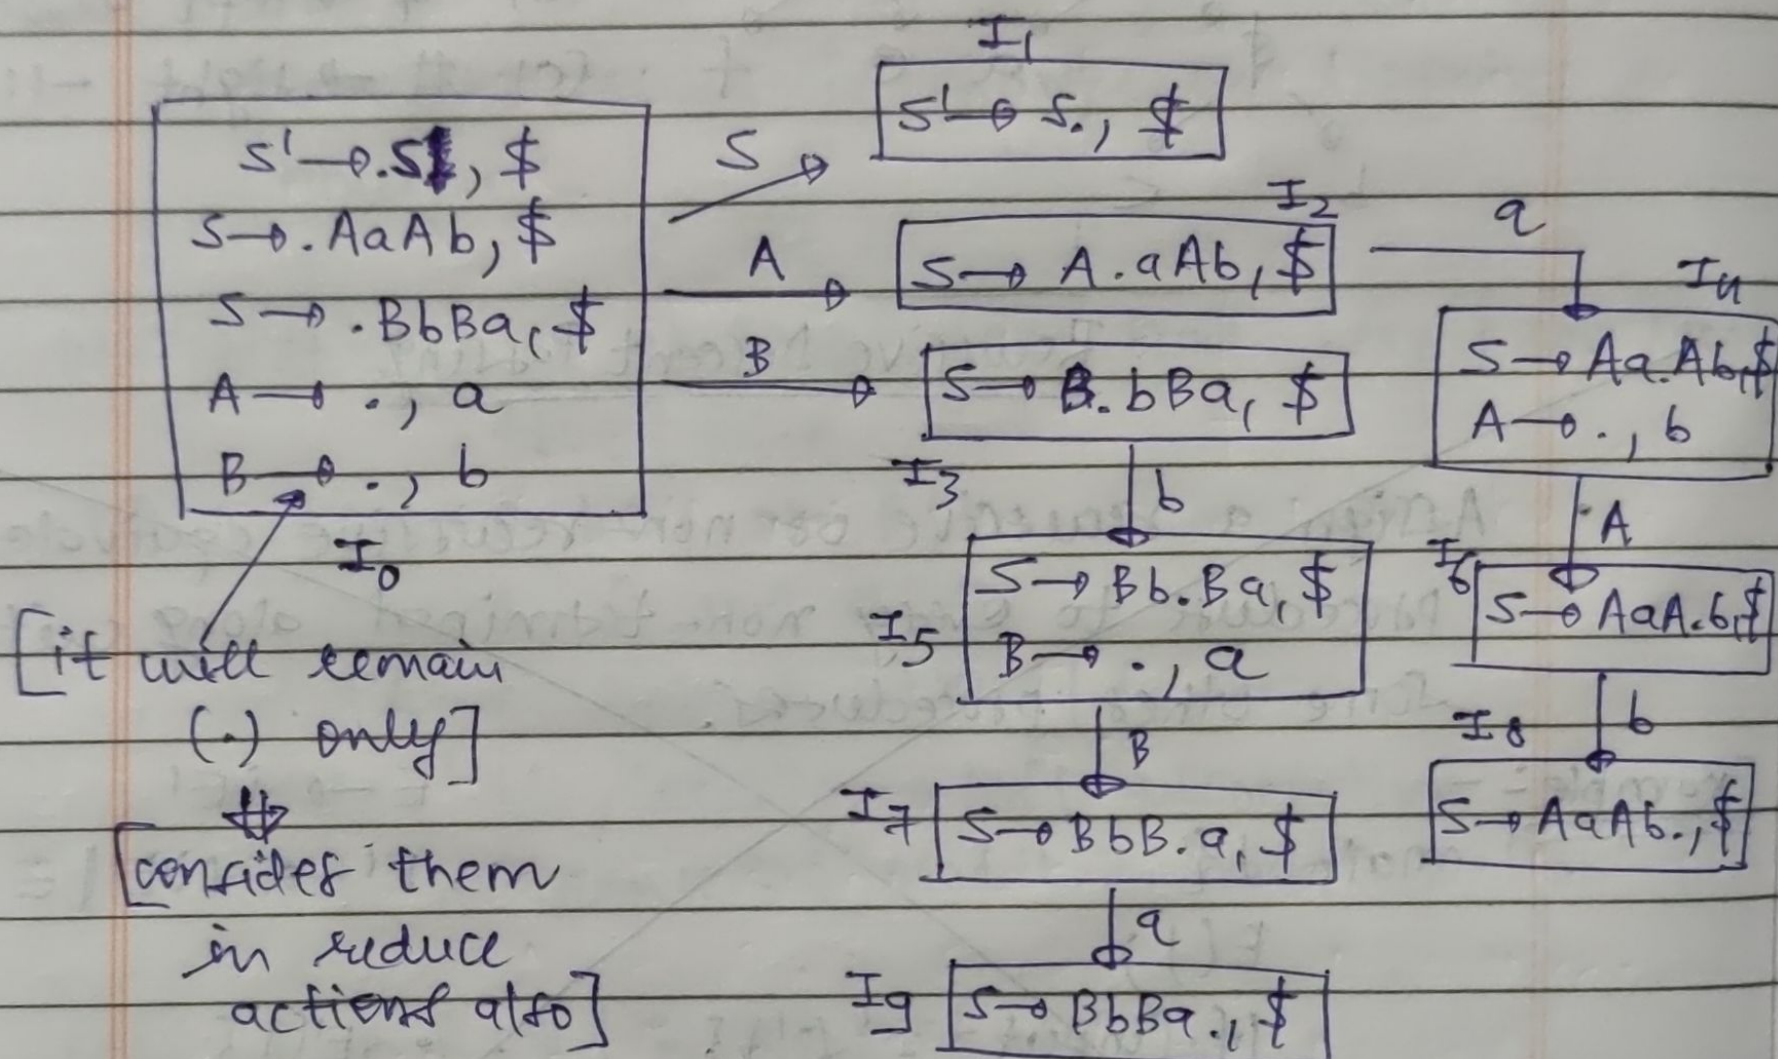 I₁
S' → S., $
S' → .S, $
S → .AaAb, $
S → .BbBa, $
A → ., a
B → ., b
I₀
S
A
B
I₂
S → A.aAb, $
a
S → B.bBa, $
I₃
b
I₄
S → Aa.Ab, $
A → ., b
A
I₅
S → Bb.Ba, $
B → ., a
B
I₆
S → AaA.b, $
b
I₇
S → BbB.a, $
a
I₈
S → AaAb., $
I₉
S → BbBa., $
[it will remain
(.) only]
[consider them
in reduce
actions also]